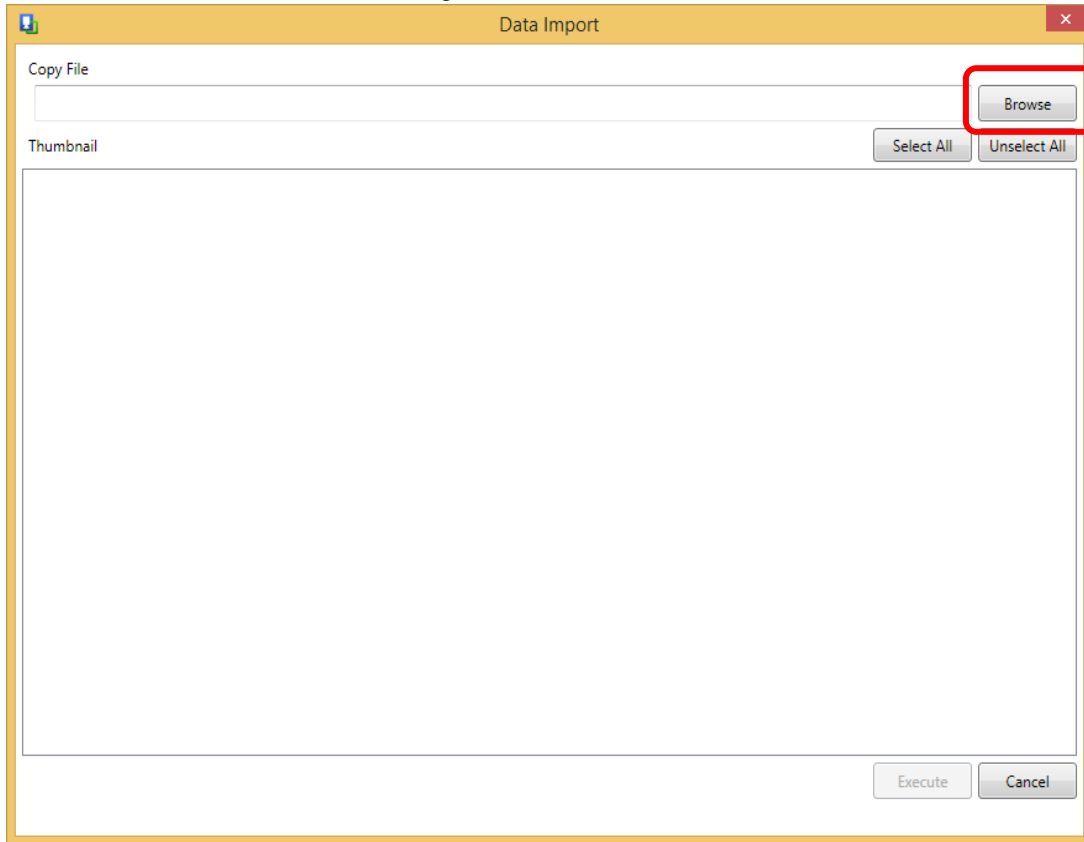 Data Import
Copy File
Browse
Thumbnail
Select All
Unselect All
Execute
Cancel